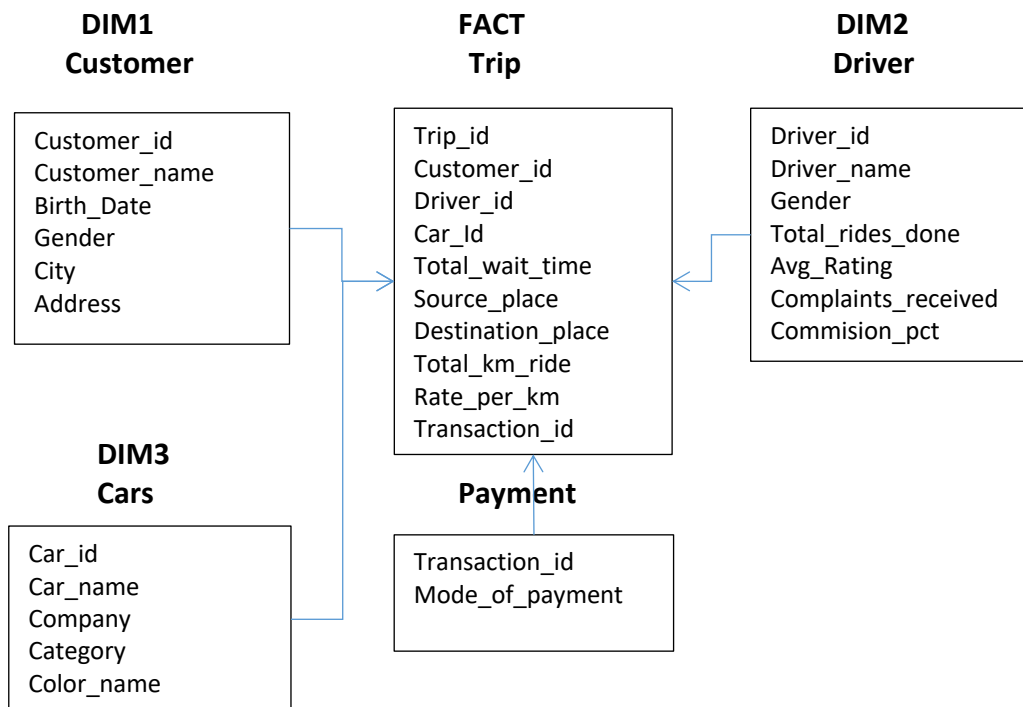 DIM1
Customer
Customer_id
Customer_name
Birth_Date
Gender
City
Address
FACT
Trip
Trip_id
Customer_id
Driver_id
Car_Id
Total_wait_time
Source_place
Destination_place
Total_km_ride
Rate_per_km
Transaction_id
DIM2
Driver
Driver_id
Driver_name
Gender
Total_rides_done
Avg_Rating
Complaints_received
Commision_pct
DIM3
Cars
Car_id
Car_name
Company
Category
Color_name
Payment
Transaction_id
Mode_of_payment